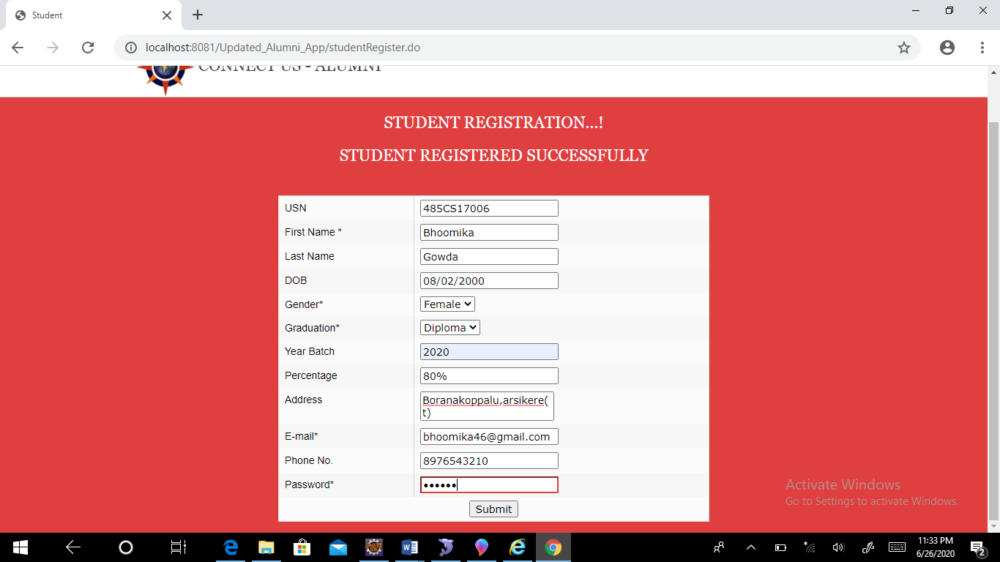 Student
localhost:8081/Updated_Alumni_App/studentRegister.do
CONNECT US - ALUMNI
STUDENT REGISTRATION...!
STUDENT REGISTERED SUCCESSFULLY
USN 485CS17006
First Name * Bhoomika
Last Name Gowda
DOB 08/02/2000
Gender* Female
Graduation* Diploma
Year Batch 2020
Percentage 80%
Address Boranakoppalu,arsikere(
t)
E-mail* bhoomika46@gmail.com
Phone No. 8976543210
Password* ••••••
Submit
Activate Windows
Go to Settings to activate Windows.
11:33 PM
6/26/2020
2